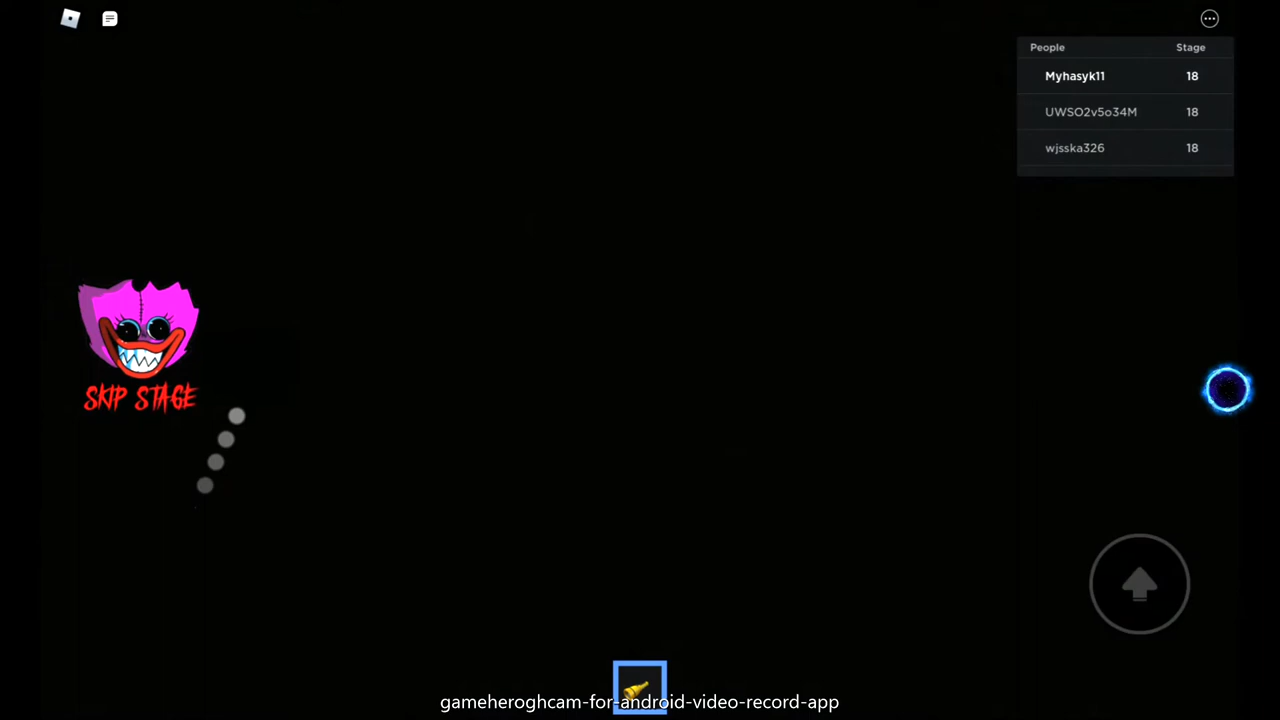 People Stage
Myhasyk11 18
UWSO2v5o34M 18
wjsska326 18
SKIP STAGE
gameheroghcam-for-android-video-record-app